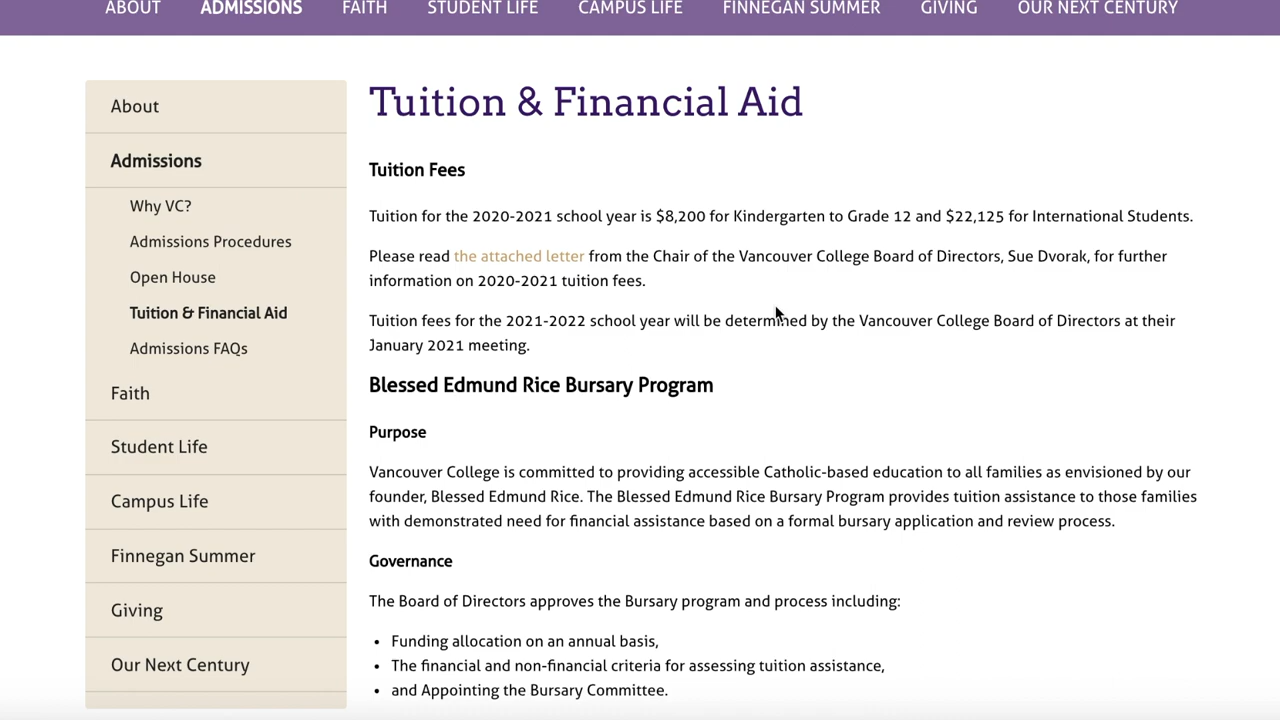 ABOUT ADMISSIONS FAITH STUDENT LIFE CAMPUS LIFE FINNEGAN SUMMER GIVING OUR NEXT CENTURY
About
Admissions
Why VC?
Admissions Procedures
Open House
Tuition & Financial Aid
Admissions FAQs
Faith
Student Life
Campus Life
Finnegan Summer
Giving
Our Next Century
Tuition & Financial Aid
Tuition Fees
Tuition for the 2020-2021 school year is $8,200 for Kindergarten to Grade 12 and $22,125 for International Students.
Please read the attached letter from the Chair of the Vancouver College Board of Directors, Sue Dvorak, for further
information on 2020-2021 tuition fees.
Tuition fees for the 2021-2022 school year will be determined by the Vancouver College Board of Directors at their
January 2021 meeting.
Blessed Edmund Rice Bursary Program
Purpose
Vancouver College is committed to providing accessible Catholic-based education to all families as envisioned by our
founder, Blessed Edmund Rice. The Blessed Edmund Rice Bursary Program provides tuition assistance to those families
with demonstrated need for financial assistance based on a formal bursary application and review process.
Governance
The Board of Directors approves the Bursary program and process including:
• Funding allocation on an annual basis,
• The financial and non-financial criteria for assessing tuition assistance,
• and Appointing the Bursary Committee.